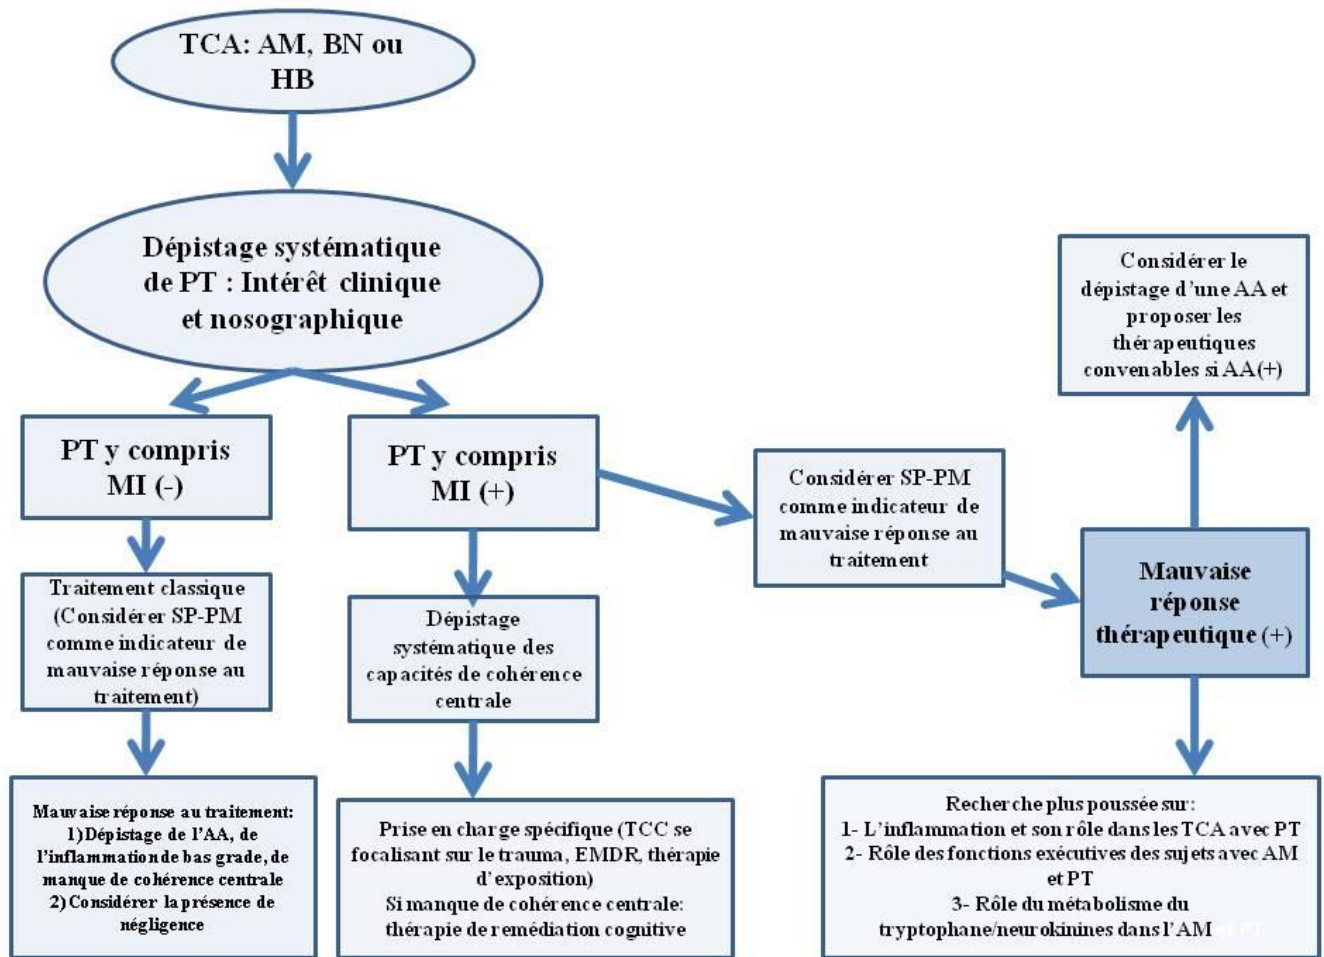 TCA: AM, BN ou
HB
Dépistage systématique
de PT : Intérêt clinique
et nosographique
PT y compris
MI (-)
PT y compris
MI (+)
Traitement classique
(Considérer SP-PM
comme indicateur de
mauvaise réponse au
traitement)
Dépistage
systématique des
capacités de cohérence
centrale
Considérer SP-PM
comme indicateur de
mauvaise réponse au
traitement
Considérer le
dépistage d'une AA et
proposer les
thérapeutiques
convenables si AA(+)
Mauvaise
réponse
thérapeutique (+)
Mauvaise réponse au traitement:
1) Dépistage de l'AA, de
l'inflammation de bas grade, de
manque de cohérence centrale
2) Considérer la présence de
négligence
Prise en charge spécifique (TCC se
focalisant sur le trauma, EMDR, thérapie
d'exposition)
Si manque de cohérence centrale:
thérapie de remédiation cognitive
Recherche plus poussée sur:
1- L'inflammation et son rôle dans les TCA avec PT
2- Rôle des fonctions exécutives des sujets avec AM
et PT
3- Rôle du métabolisme du
tryptophane/neurokinines dans l'AM et PT